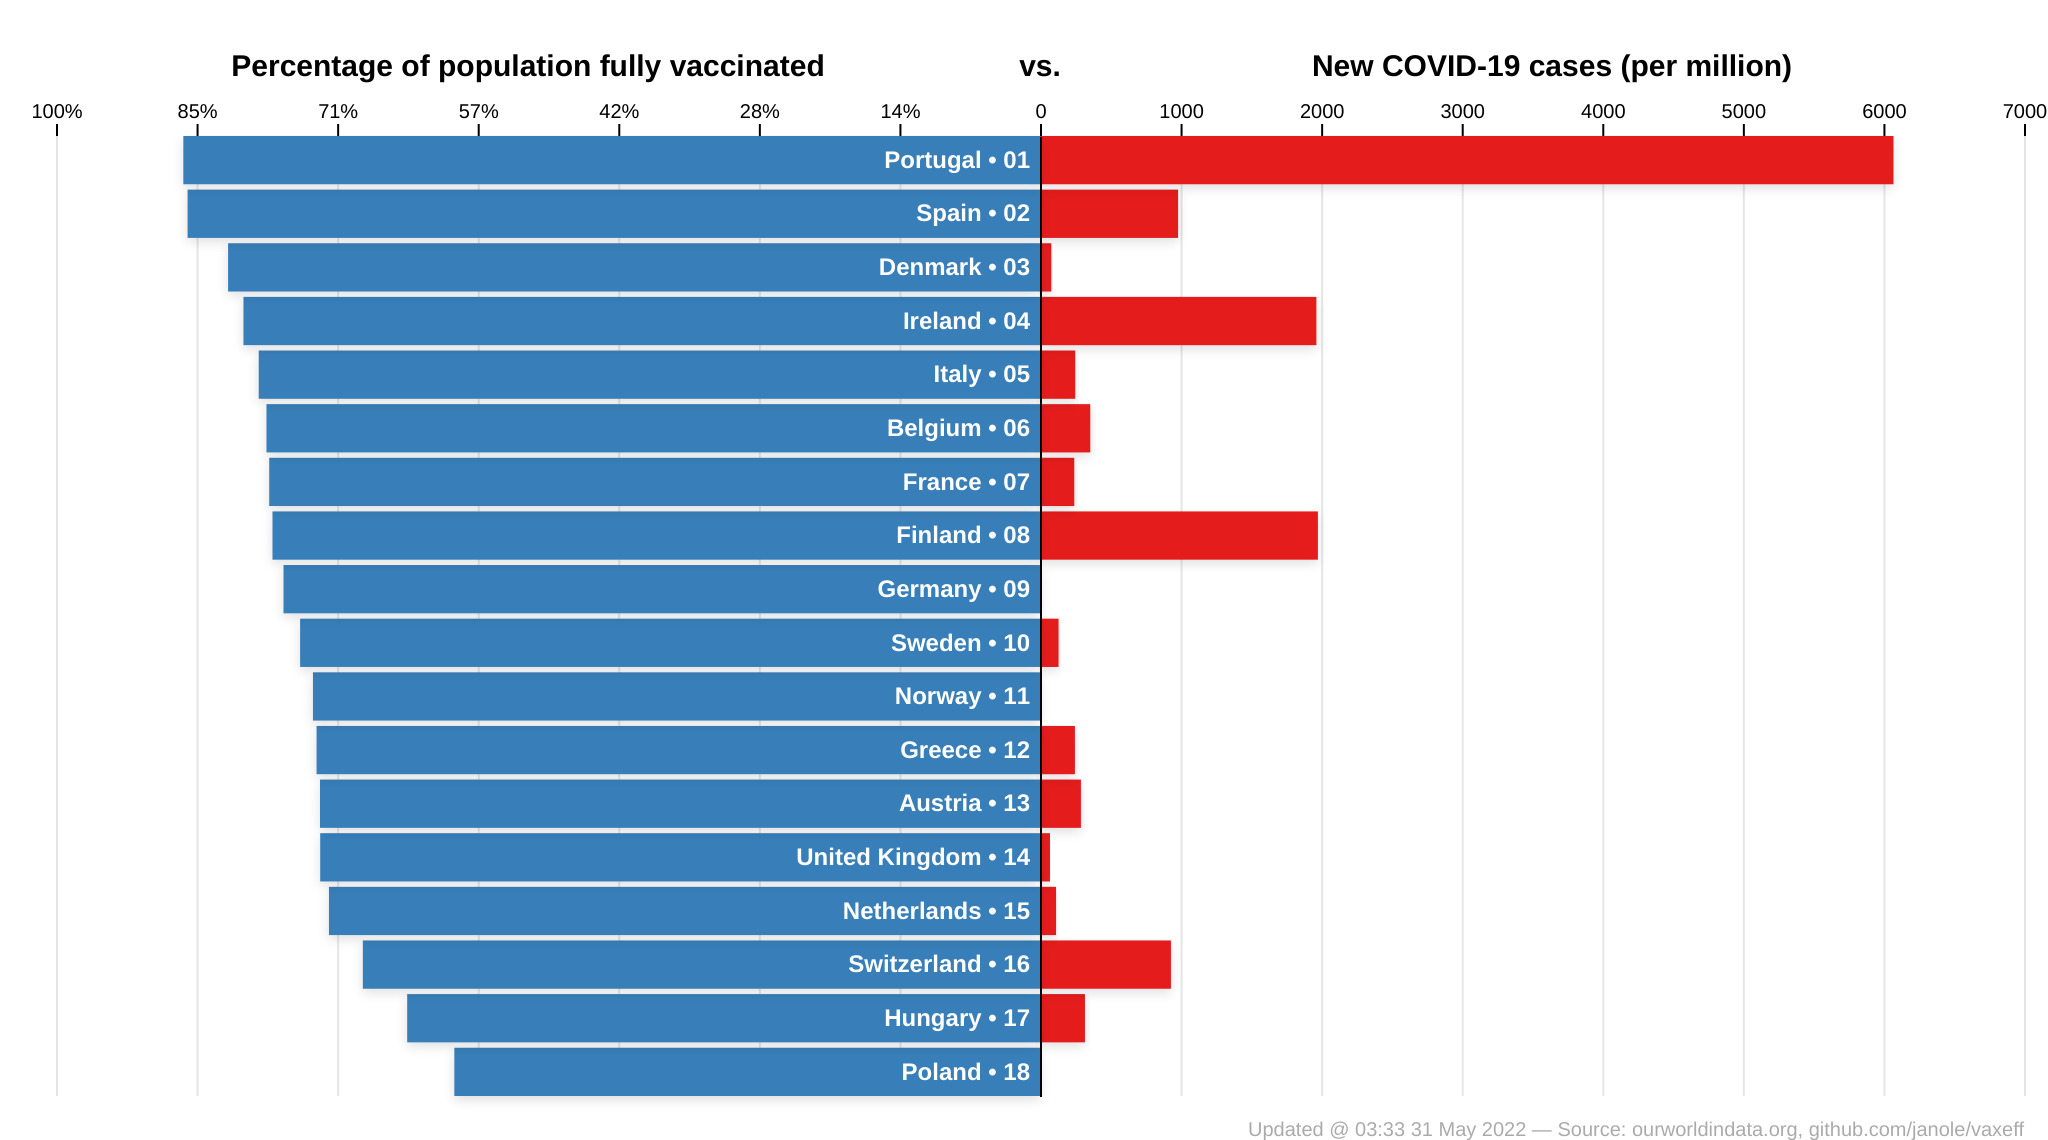 Percentage of population fully vaccinated vs. New COVID-19 cases (per million)
100% 85% 71% 57% 42% 28% 14% 0 1000 2000 3000 4000 5000 6000 7000
Portugal • 01
Spain • 02
Denmark • 03
Ireland • 04
Italy • 05
Belgium • 06
France • 07
Finland • 08
Germany • 09
Sweden • 10
Norway • 11
Greece • 12
Austria • 13
United Kingdom • 14
Netherlands • 15
Switzerland • 16
Hungary • 17
Poland • 18
Updated @ 03:33 31 May 2022 — Source: ourworldindata.org, github.com/janole/vaxeff